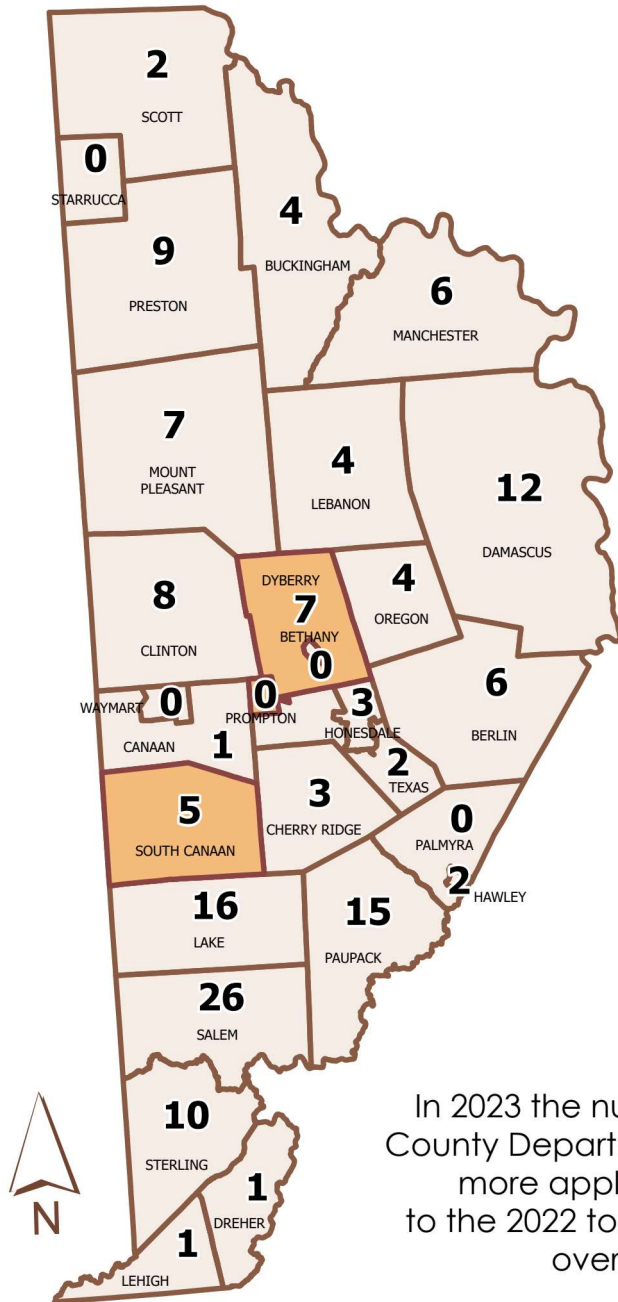 2
SCOTT
0
STARRUCCA
4
BUCKINGHAM
9
PRESTON
6
MANCHESTER
7
MOUNT
PLEASANT
4
LEBANON
12
DAMASCUS
DYBERRY
7
BETHANY
0
4
OREGON
8
CLINTON
6
BERLIN
WAYMART
0
0
PROMPTON
3
HONESDALE
CANAAN
1
2
TEXAS
5
SOUTH CANAAN
3
CHERRY RIDGE
0
PALMYRA
2
HAWLEY
16
LAKE
15
PAUPACK
26
SALEM
10
STERLING
1
DREHER
1
LEHIGH
N
In 2023 the nu
County Depart
more appl
to the 2022 to
over